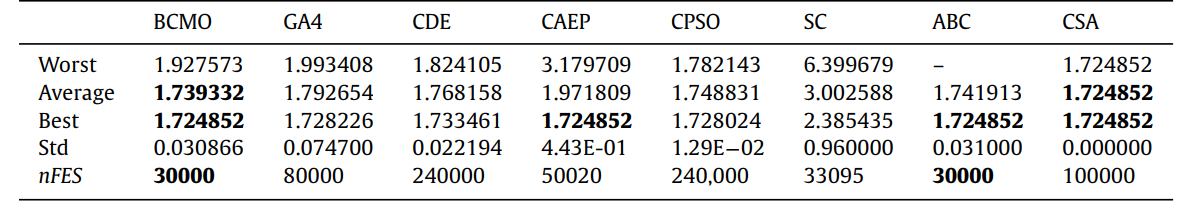 BCMO GA4 CDE CAEP CPSO SC ABC CSA
Worst 1.927573 1.993408 1.824105 3.179709 1.782143 6.399679 – 1.724852
Average 1.739332 1.792654 1.768158 1.971809 1.748831 3.002588 1.741913 1.724852
Best 1.724852 1.728226 1.733461 1.724852 1.728024 2.385435 1.724852 1.724852
Std 0.030866 0.074700 0.022194 4.43E-01 1.29E−02 0.960000 0.031000 0.000000
nFES 30000 80000 240000 50020 240,000 33095 30000 100000